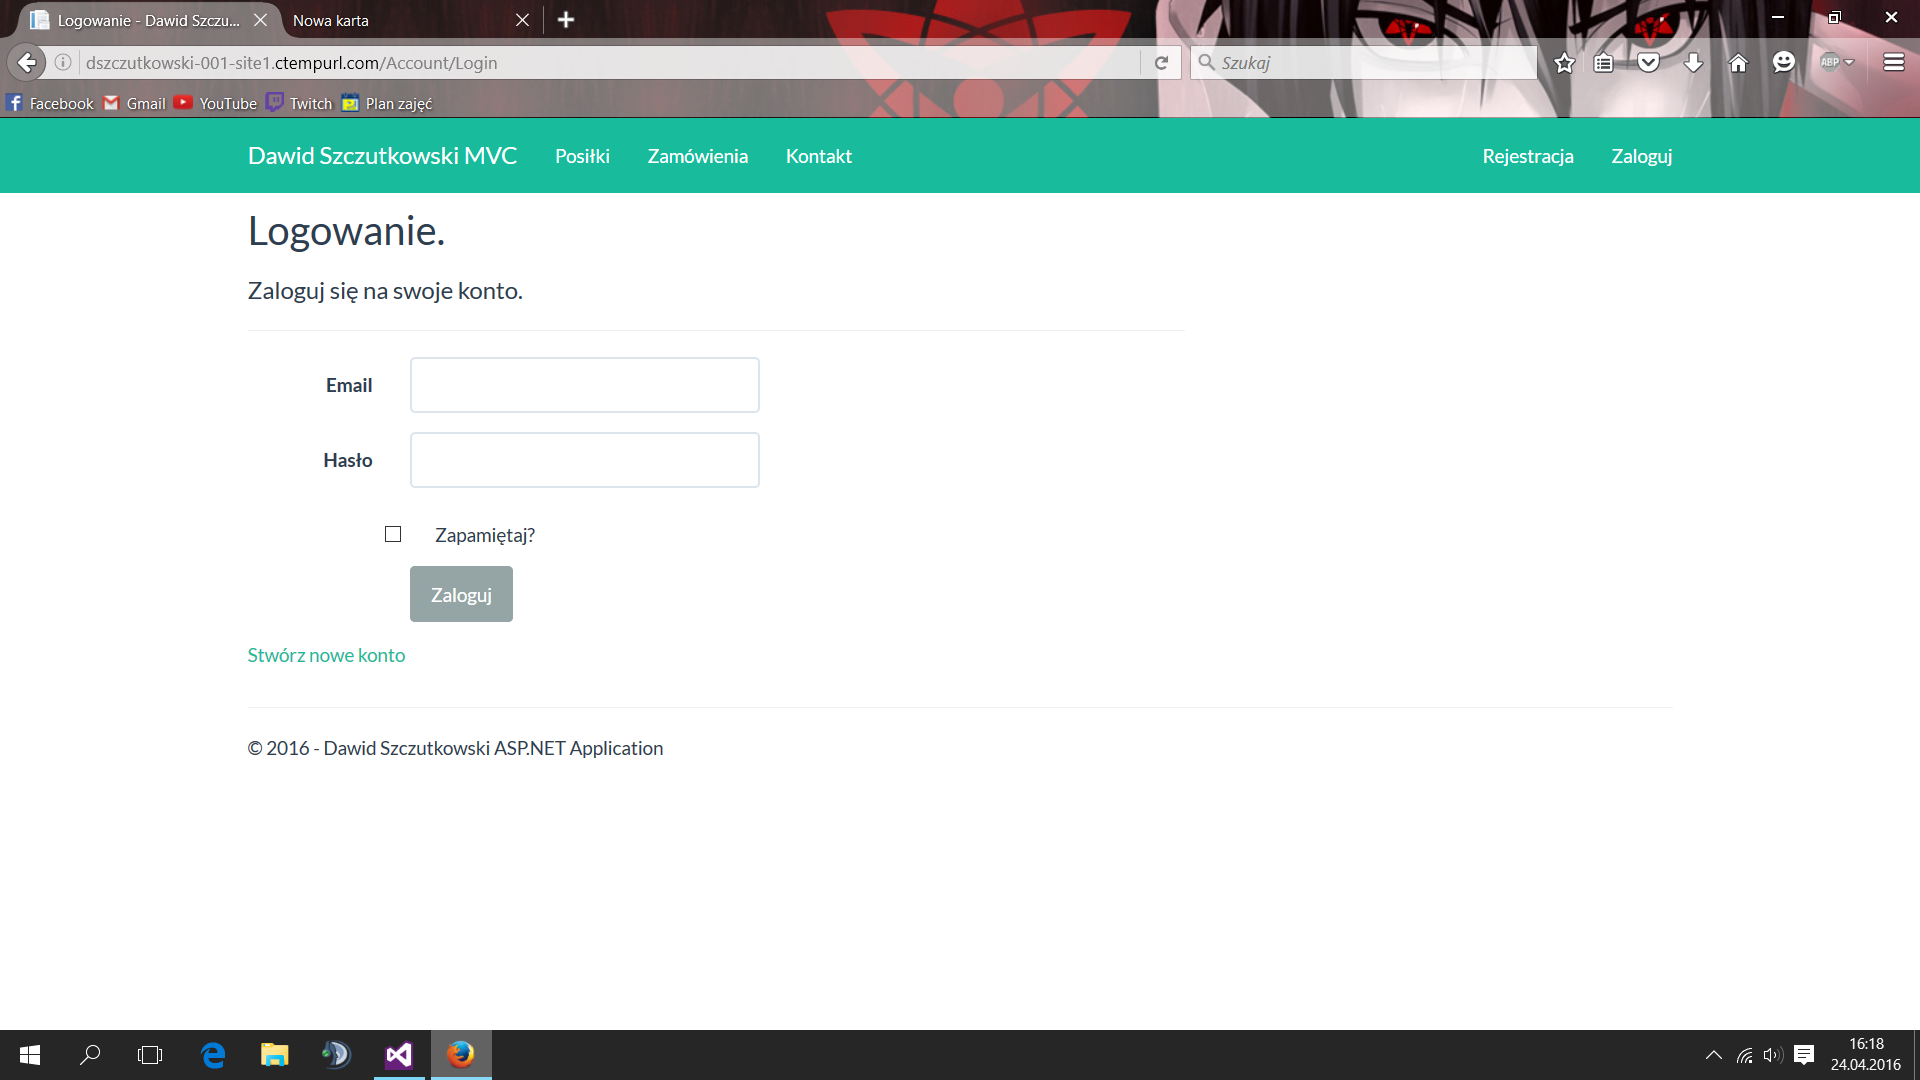 Logowanie - Dawid Szczu...
Nowa karta
dszczutkowski-001-site1.ctempurl.com/Account/Login
Szukaj
ABP
Facebook
Gmail
YouTube
Twitch
Plan zajęć
Dawid Szczutkowski MVC
Posiłki
Zamówienia
Kontakt
Rejestracja
Zaloguj
Logowanie.
Zaloguj się na swoje konto.
Email
Hasło
Zapamiętaj?
Zaloguj
Stwórz nowe konto
© 2016 - Dawid Szczutkowski ASP.NET Application
16:18
24.04.2016